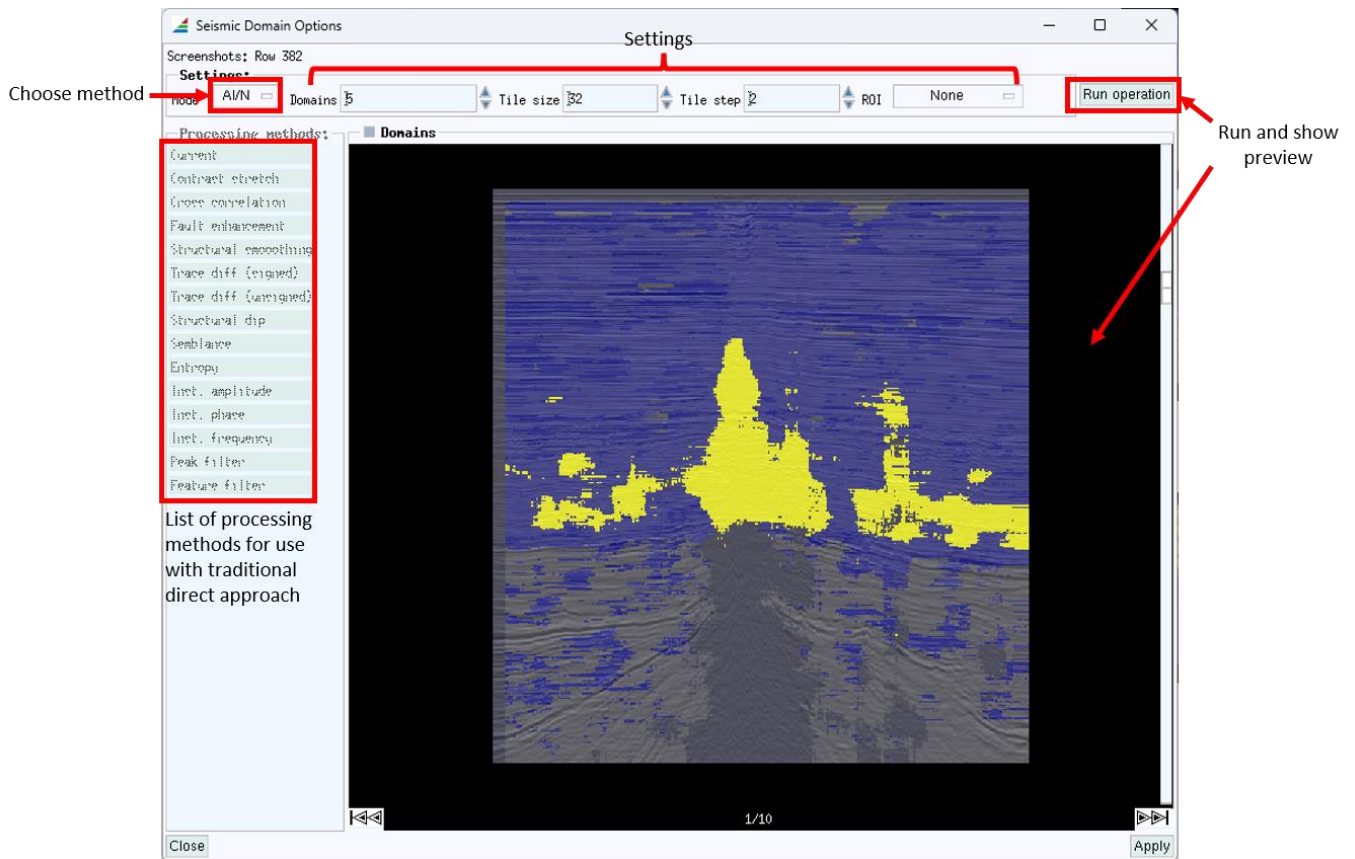 Seismic Domain Options
Settings
Screenshots: Row 382
Settings:
Choose method
Mode AI/N Domains 5 Tile size 32 Tile step 2 ROI None Run operation
Run and show
preview
Processing methods:
Domains
Current
Contrast stretch
Cross correlation
Fault enhancement
Structural smoothing
Trace diff (signed)
Trace diff (unsigned)
Structural dip
Semblance
Entropy
Inst. amplitude
Inst. phase
Inst. frequency
Peak filter
Feature filter
List of processing
methods for use
with traditional
direct approach
1/10
Close
Apply